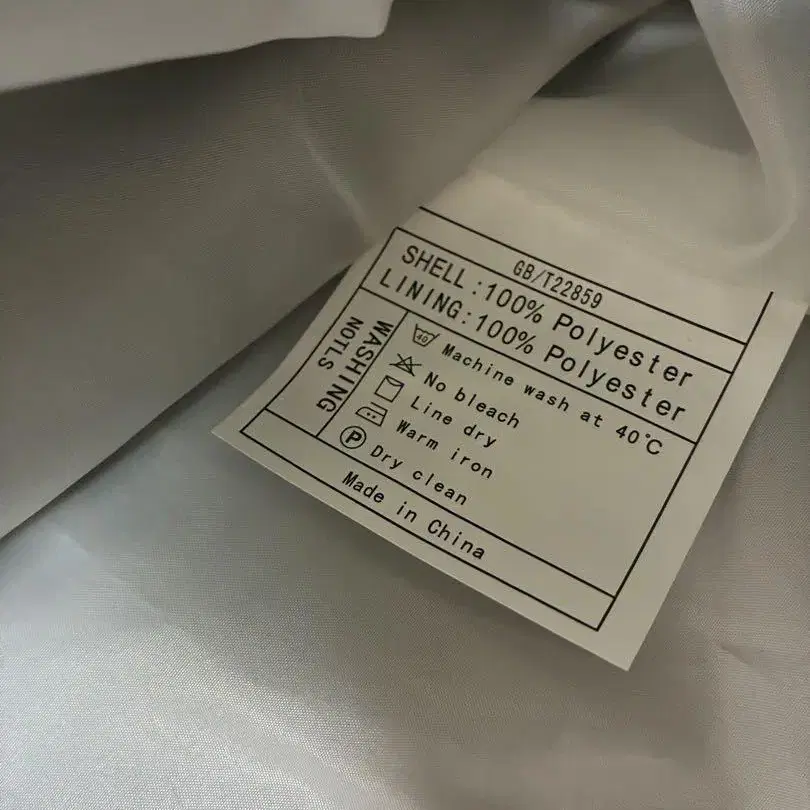 GB/T22859
SHELL:100% Polyester
LINING:100% Polyester
WASHING
NOTLS
40
Machine wash at 40℃
No bleach
Line dry
Warm iron
P
Dry clean
Made in China